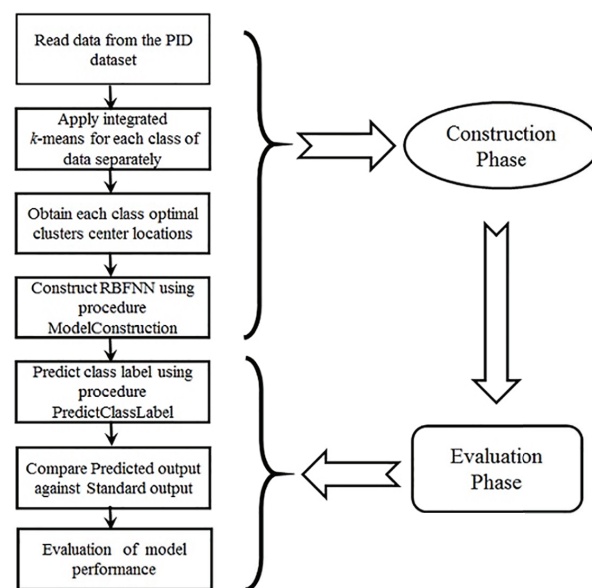 Read data from the PID
dataset
Apply integrated
k-means for each class of
data separately
Obtain each class optimal
clusters center locations
Construct RBFNN using
procedure
ModelConstruction
Predict class label using
procedure
PredictClassLabel
Compare Predicted output
against Standard output
Evaluation of model
performance
Construction
Phase
Evaluation
Phase